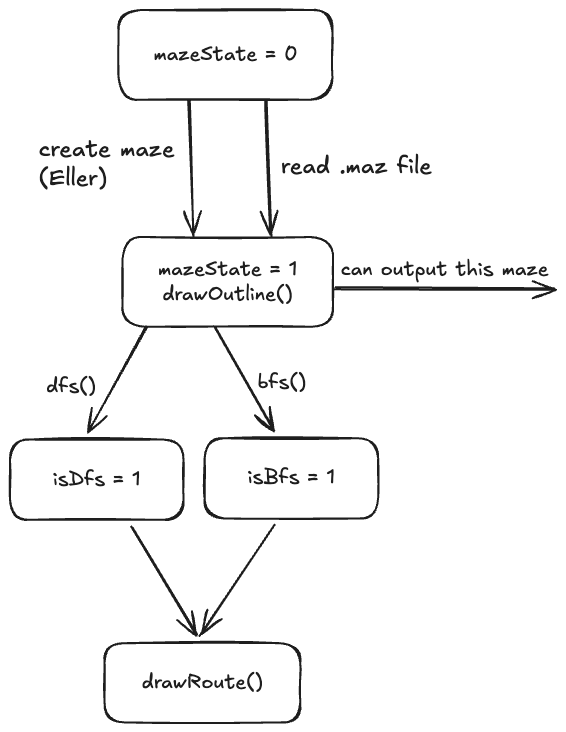 mazeState = 0
create maze
(Eller)
read .maz file
mazeState = 1
drawOutline()
can output this maze
dfs()
bfs()
isDfs = 1
isBfs = 1
drawRoute()